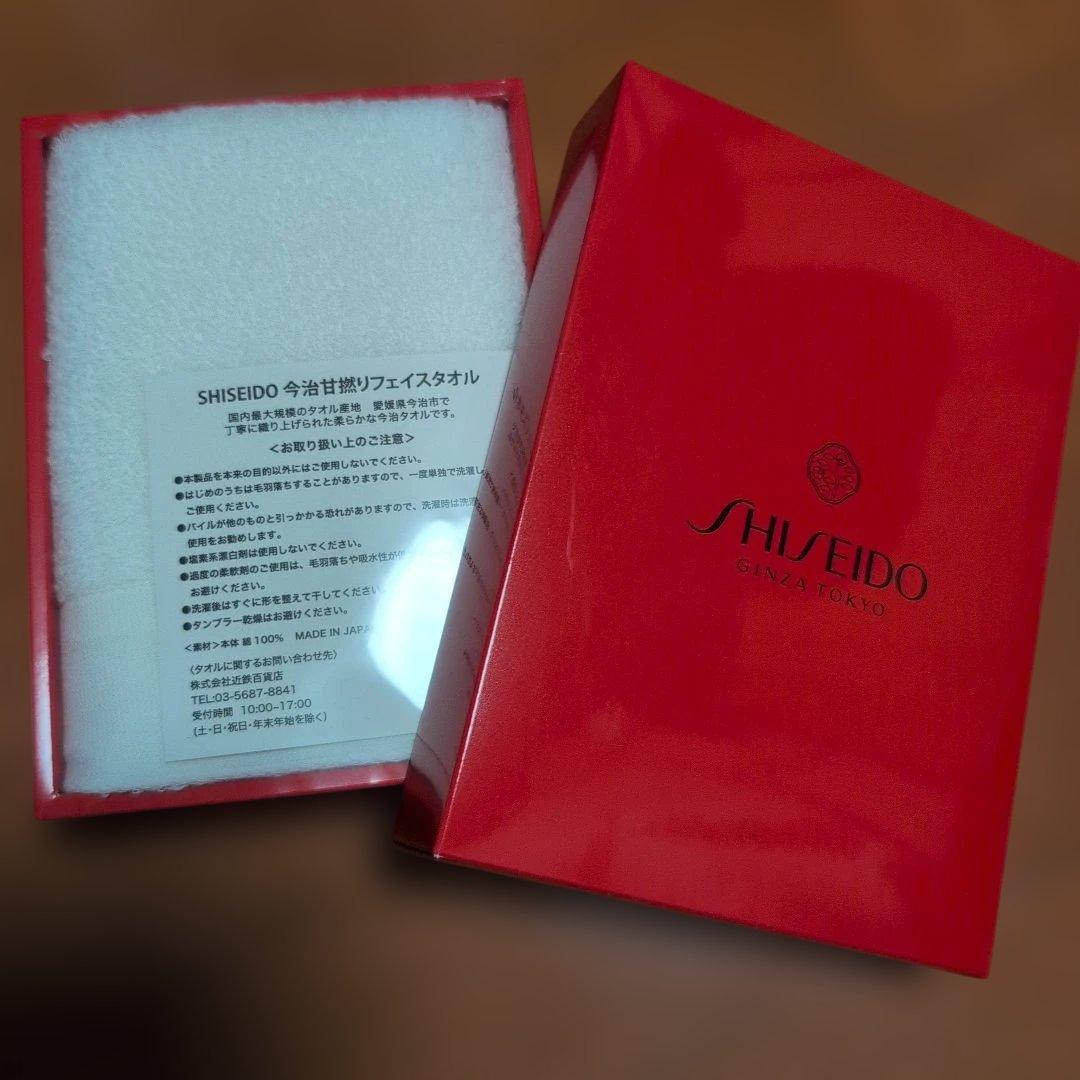 SHISEIDO 今治甘撚りフェイスタオル
国内最大規模のタオル産地 愛媛県今治市で
丁寧に織り上げられた柔らかな今治タオルです。
<お取り扱い上のご注意>
●本製品を本来の目的以外にはご使用しないでください。
●はじめのうちは毛羽落ちすることがありますので、一度単独で洗濯し
ご使用ください。
●パイルが他のものと引っかかる恐れがありますので、洗濯時は洗濯
使用をお勧めします。
●塩素系漂白剤は使用しないでください。
●過度の柔軟剤のご使用は、毛羽落ちや吸水性が
お避けください。
●洗濯後はすぐに形を整えて干してください。
●タンブラー乾燥はお避けください。
<素材>本体 綿100% MADE IN JAPA
〈タオルに関するお問い合わせ先〉
株式会社近鉄百貨店
TEL:03-5687-8841
受付時間 10:00~17:00
(土・日・祝日・年末年始を除く)
SHISEIDO
GINZA TOKYO